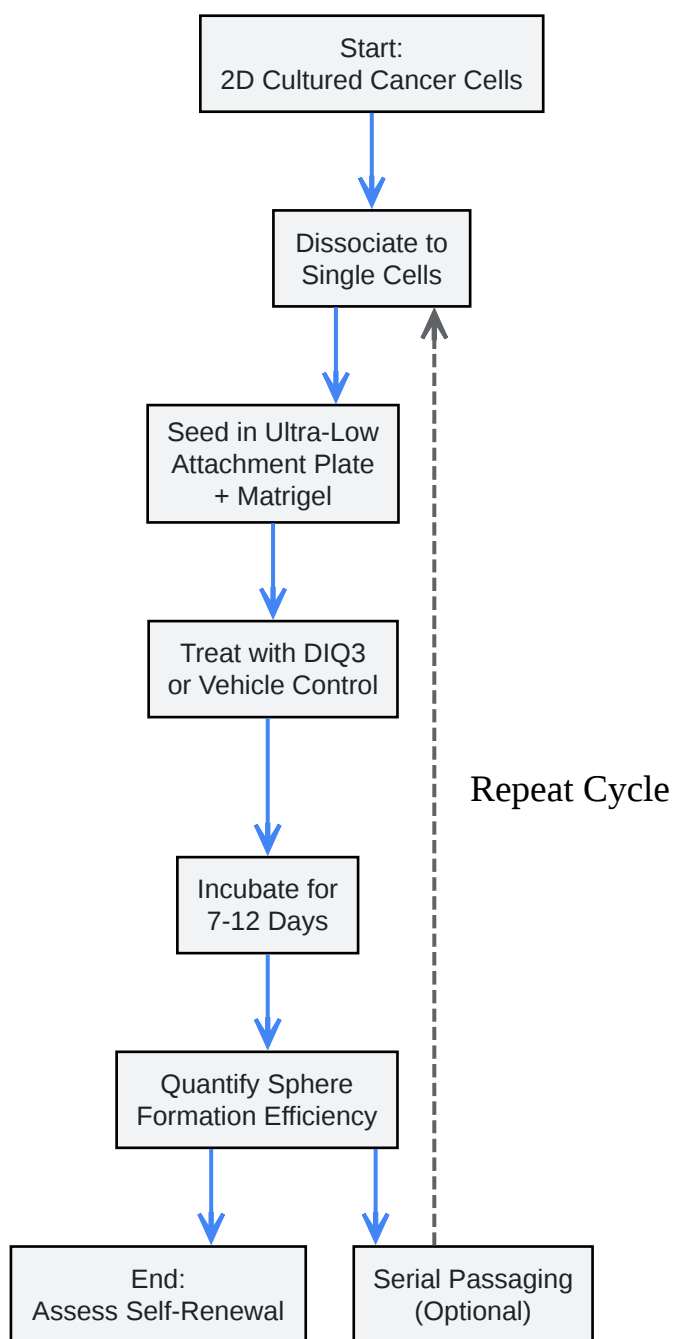 Start:
2D Cultured Cancer Cells
Dissociate to
Single Cells
Seed in Ultra-Low
Attachment Plate
+ Matrigel
Treat with DIQ3
or Vehicle Control
Repeat Cycle
Incubate for
7-12 Days
Quantify Sphere
Formation Efficiency
End:
Assess Self-Renewal
Serial Passaging
(Optional)